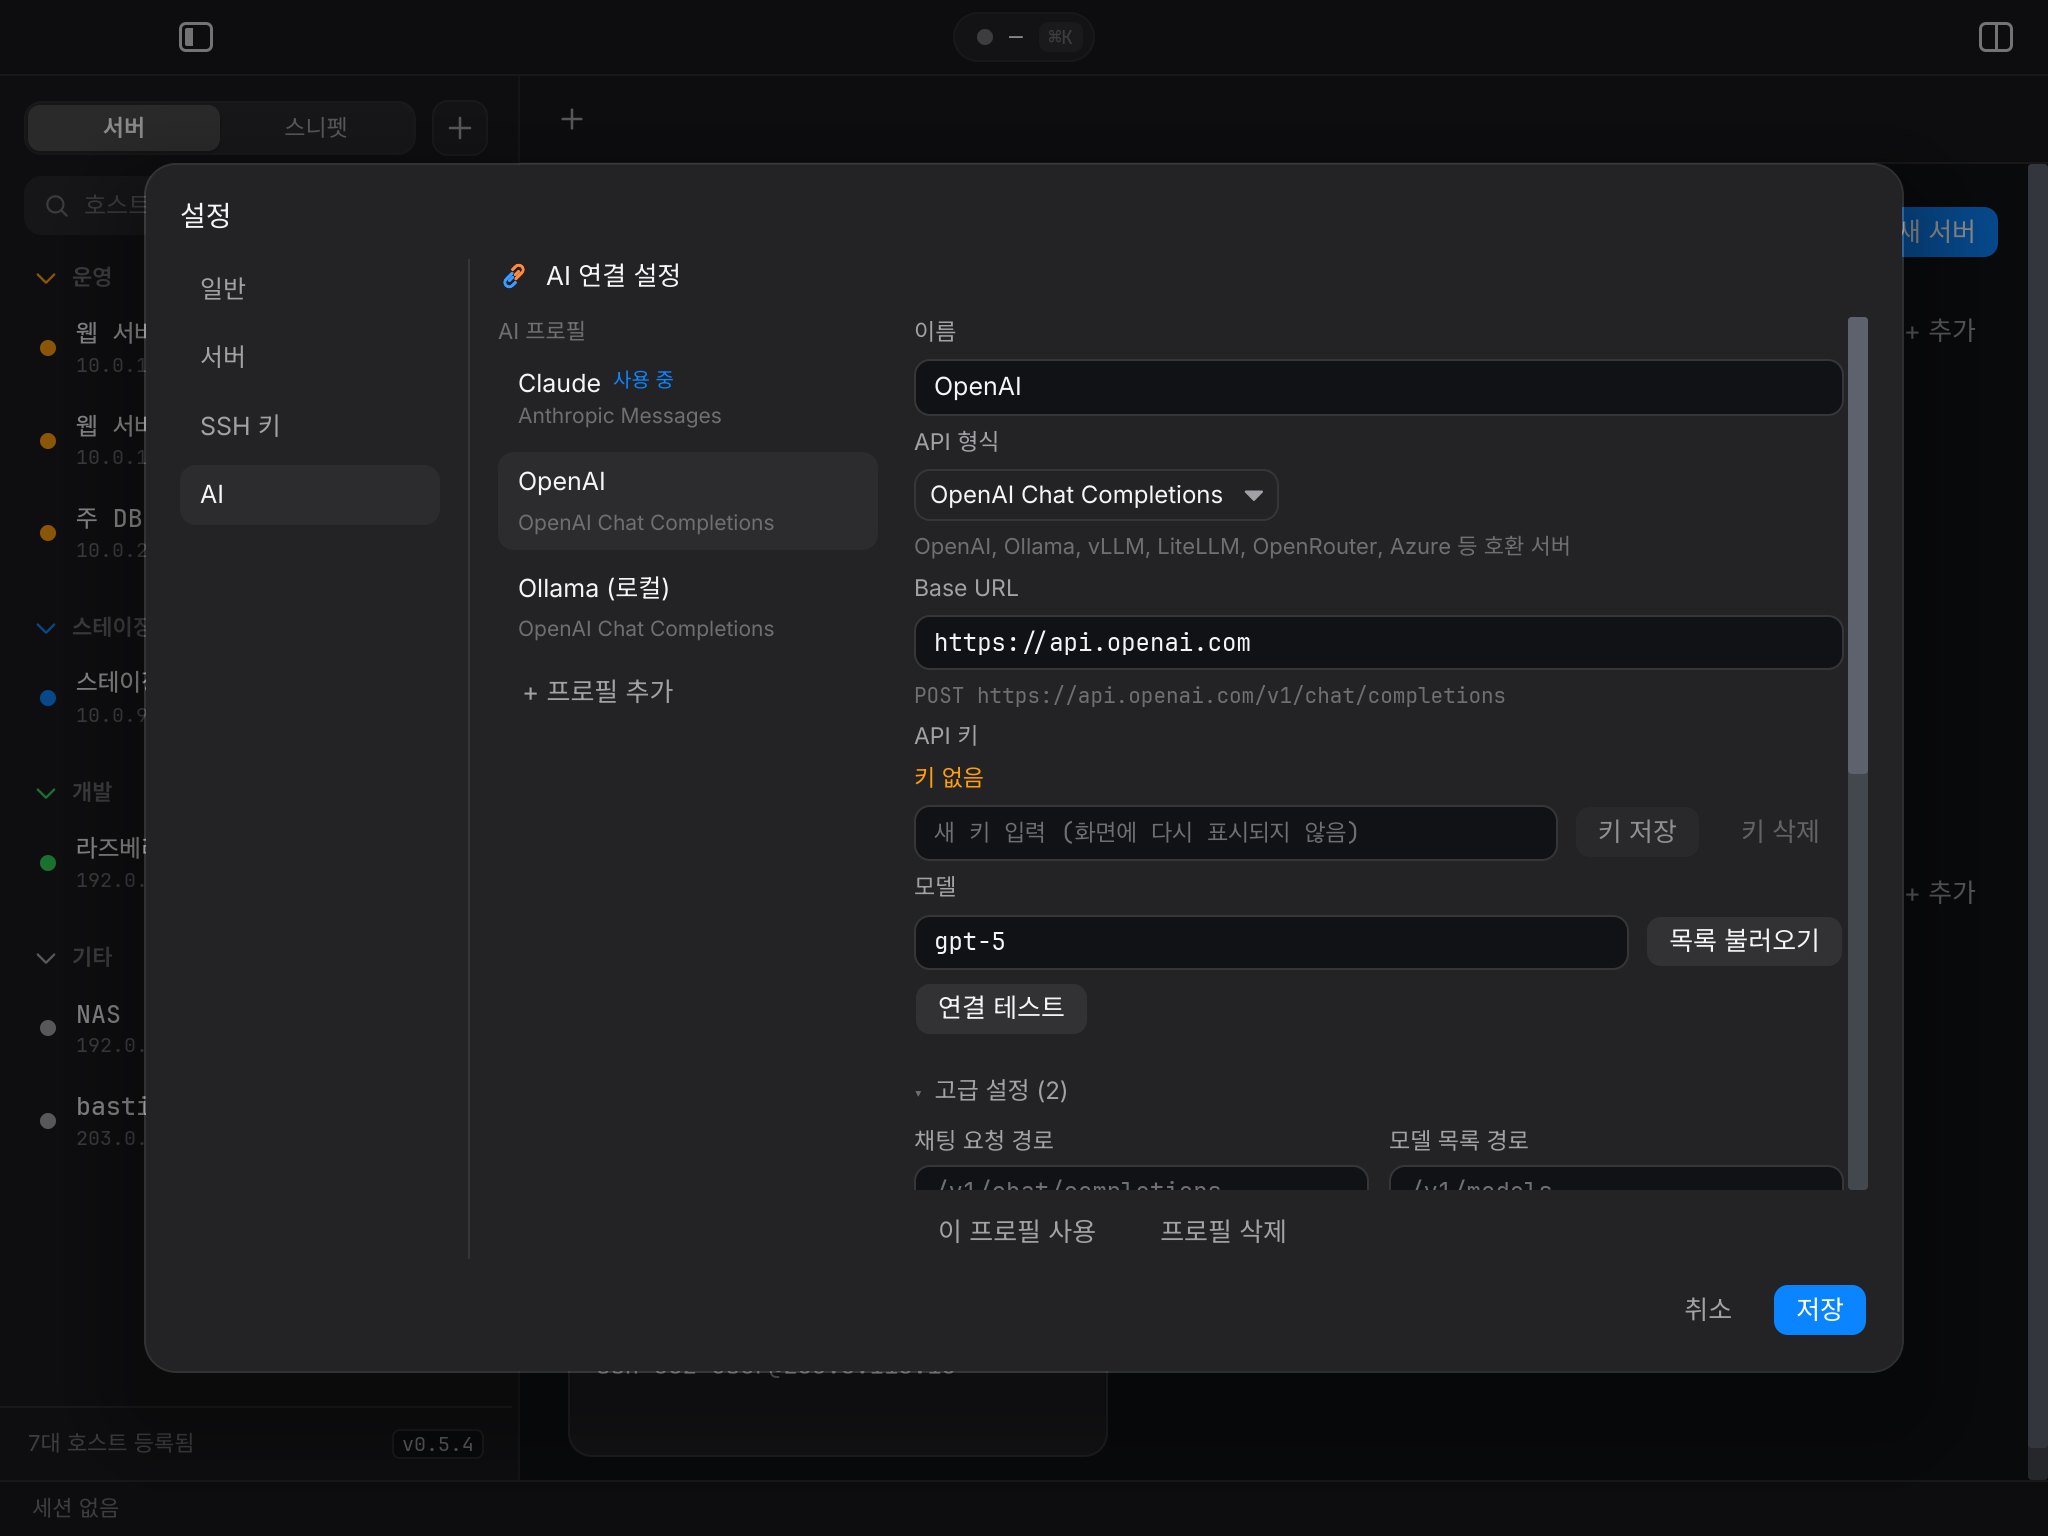 — ⌘K
서버 스니펫
호스트
새 서버
운영
웹 서버
10.0.1
웹 서버
10.0.1
주 DB
10.0.2
스테이징
10.0.9
개발
192.0.
기타
NAS
192.0.
basti
203.0.
7대 호스트 등록됨 v0.5.4
세션 없음
+ 추가
+ 추가
설정
일반
서버
SSH 키
AI
AI 연결 설정
AI 프로필
Claude 사용 중
Anthropic Messages
OpenAI
OpenAI Chat Completions
Ollama (로컬)
OpenAI Chat Completions
+ 프로필 추가
이름
OpenAI
API 형식
OpenAI Chat Completions
OpenAI, Ollama, vLLM, LiteLLM, OpenRouter, Azure 등 호환 서버
Base URL
https://api.openai.com
POST https://api.openai.com/v1/chat/completions
API 키
키 없음
새 키 입력 (화면에 다시 표시되지 않음) 키 저장 키 삭제
모델
gpt-5 목록 불러오기
연결 테스트
고급 설정 (2)
채팅 요청 경로 모델 목록 경로
/v1/chat/completions /v1/models
이 프로필 사용 프로필 삭제
취소 저장